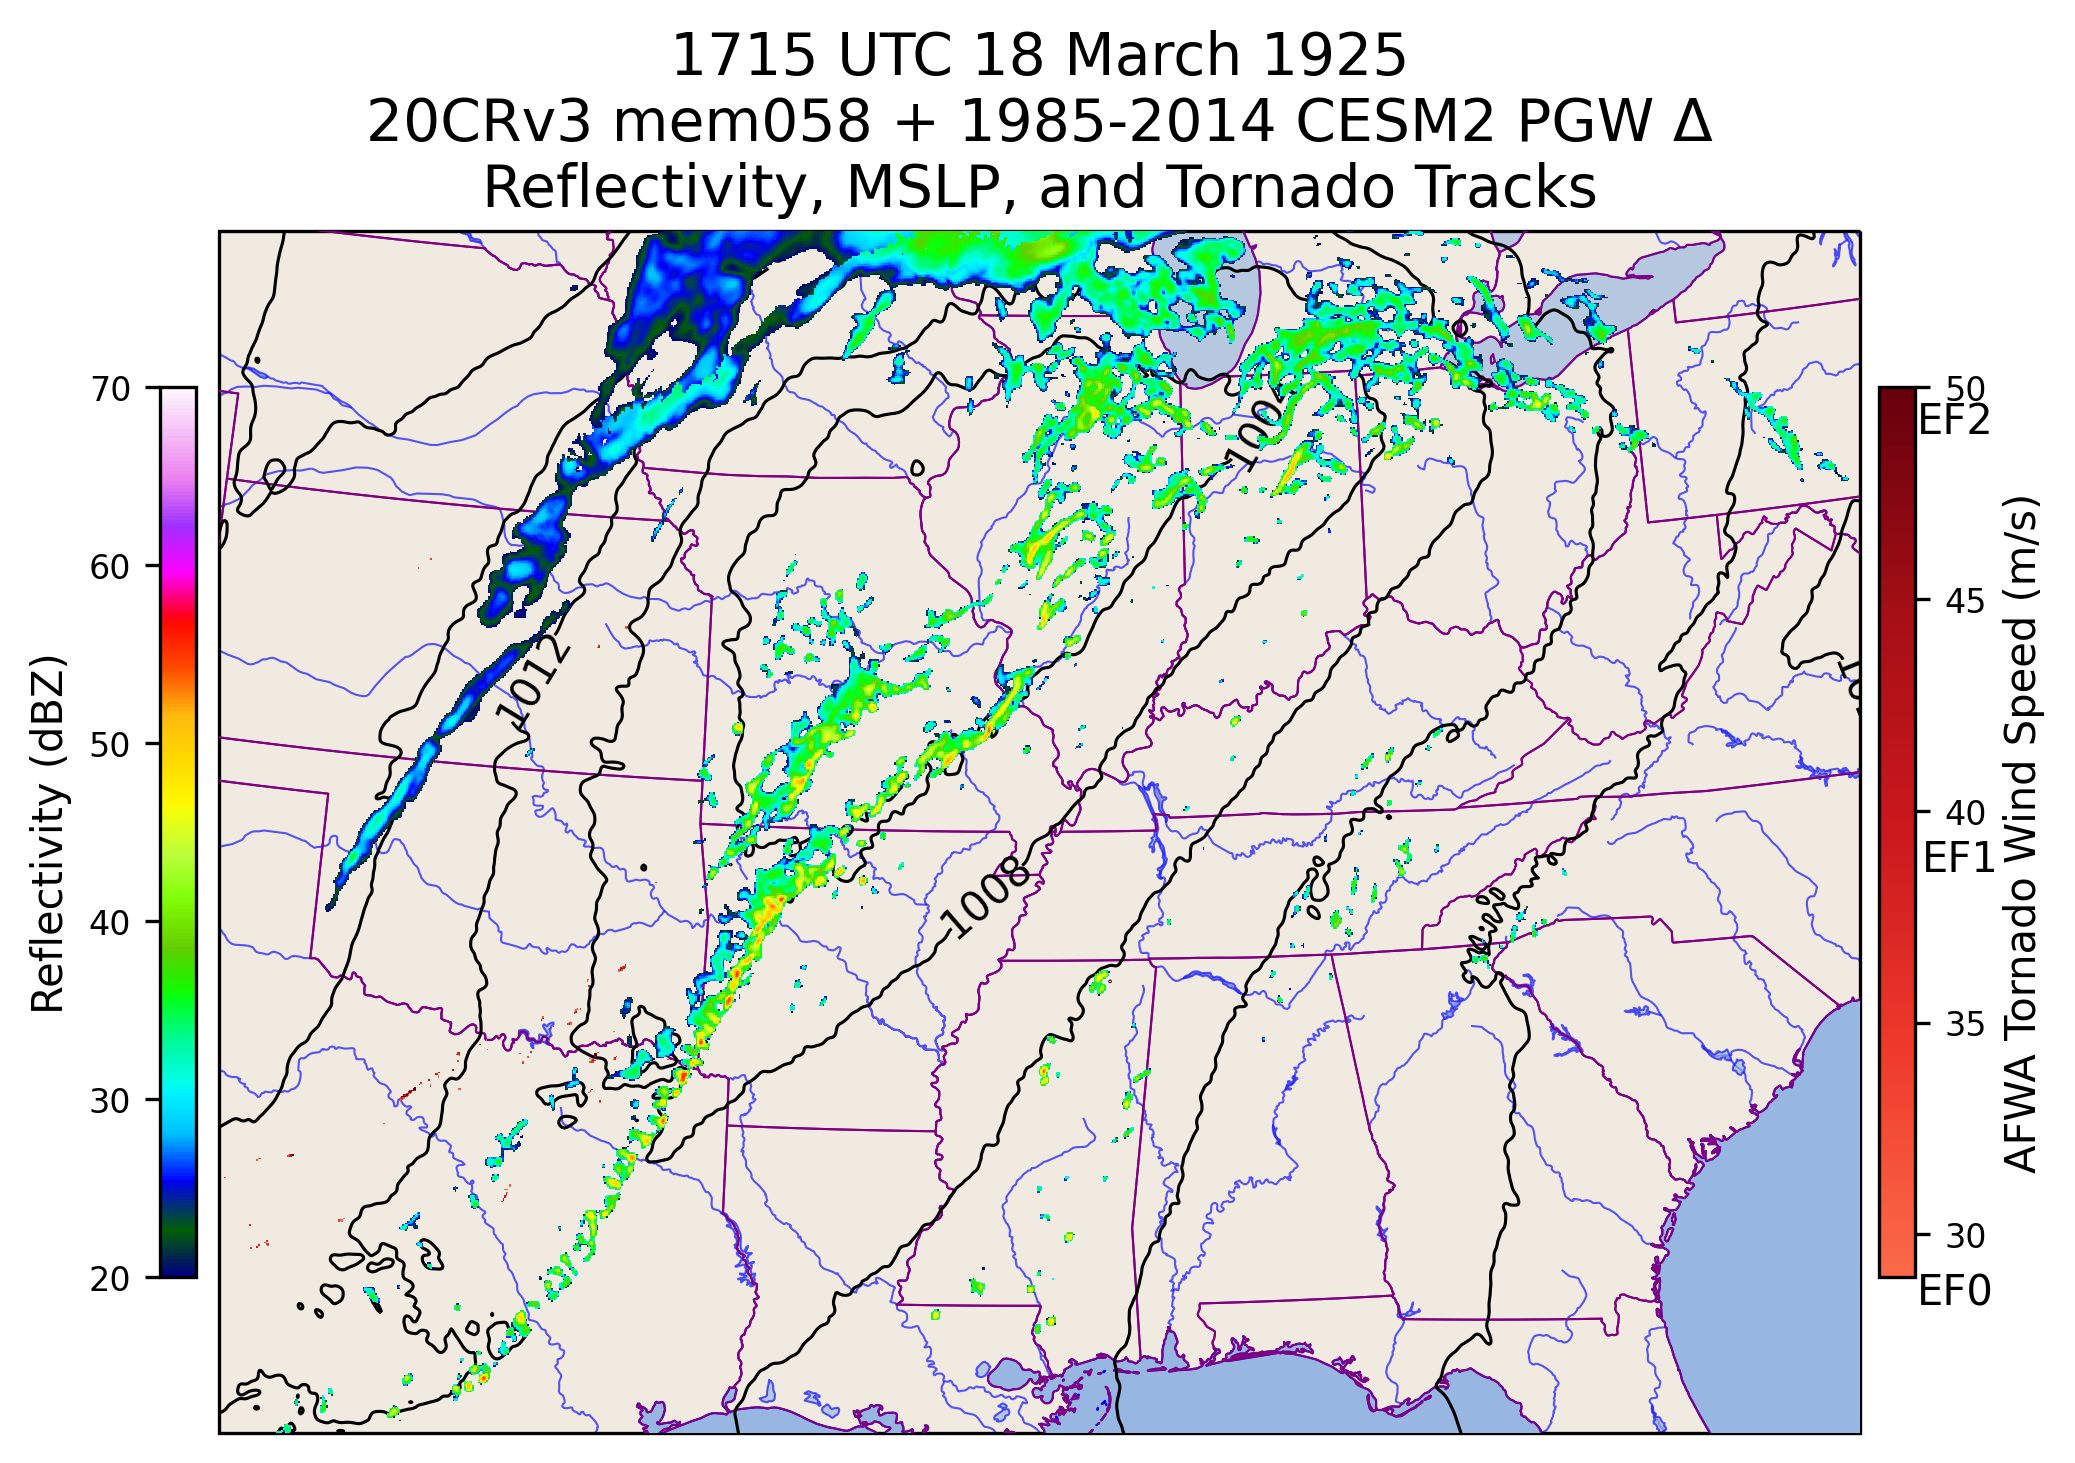 1715 UTC 18 March 1925
20CRv3 mem058 + 1985-2014 CESM2 PGW Δ
Reflectivity, MSLP, and Tornado Tracks
Reflectivity (dBZ)
70
60
50
40
30
20
1004
1012
1008
50
EF2
45
40
EF1
35
30
EF0
AFWA Tornado Wind Speed (m/s)